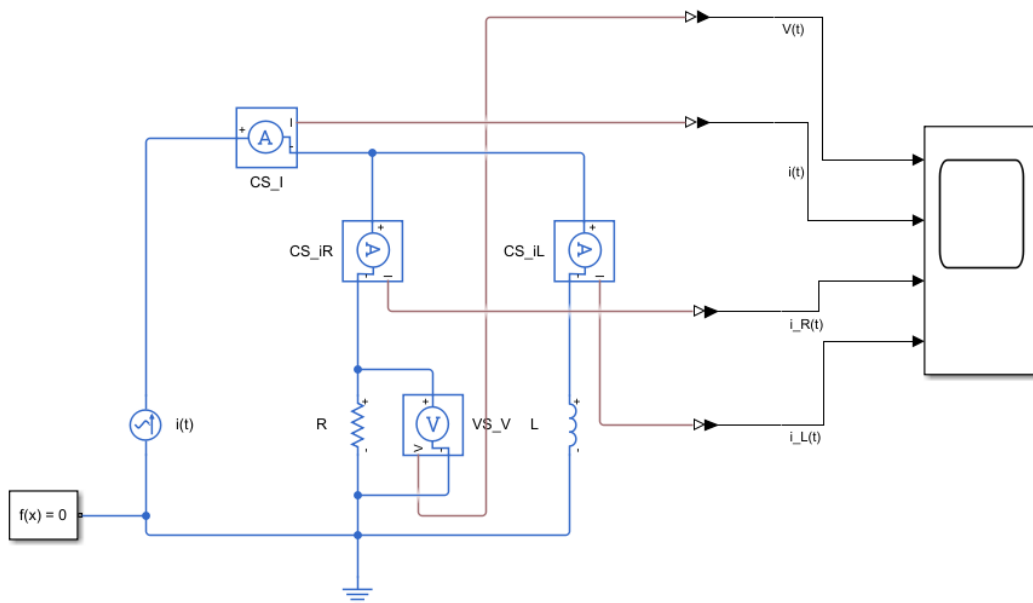 V(t)
+
A
I
-
CS_I
i(t)
+
A
-
I
CS_iR
+
A
-
I
CS_iL
i_R(t)
R
+
-
+
V
V
-
VS_V
L
+
-
i(t)
i_L(t)
f(x) = 0